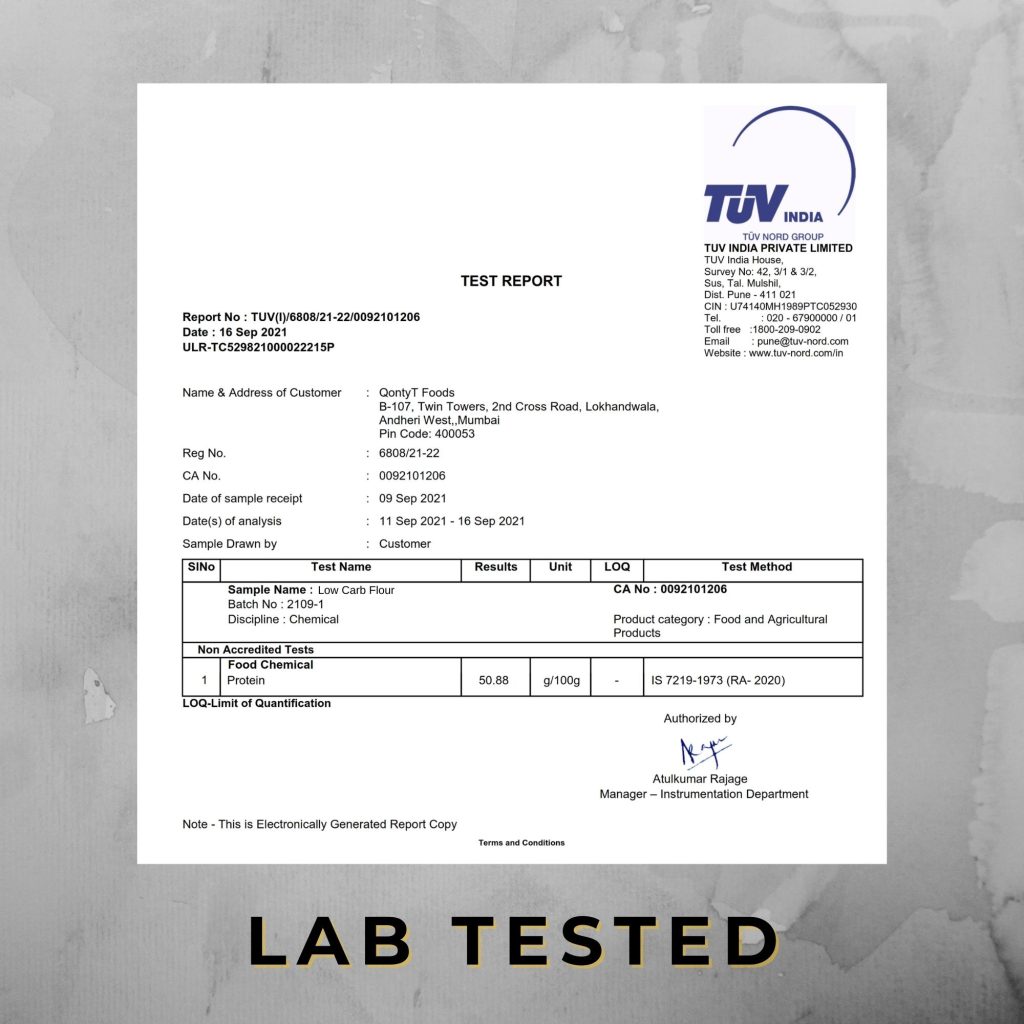 TÜV INDIA
TÜV NORD GROUP
TUV INDIA PRIVATE LIMITED
TUV India House,
Survey No: 42, 3/1 & 3/2,
Sus, Tal. Mulshil,
Dist. Pune - 411 021
CIN : U74140MH1989PTC052930
Tel. : 020 - 67900000 / 01
Toll free :1800-209-0902
Email : pune@tuv-nord.com
Website : www.tuv-nord.com/in
TEST REPORT
Report No : TUV(I)/6808/21-22/0092101206
Date : 16 Sep 2021
ULR-TC529821000022215P
Name & Address of Customer : QontyT Foods
B-107, Twin Towers, 2nd Cross Road, Lokhandwala,
Andheri West,,Mumbai
Pin Code: 400053
Reg No. : 6808/21-22
CA No. : 0092101206
Date of sample receipt : 09 Sep 2021
Date(s) of analysis : 11 Sep 2021 - 16 Sep 2021
Sample Drawn by : Customer
SlNo Test Name Results Unit LOQ Test Method
Sample Name : Low Carb Flour CA No : 0092101206
Batch No : 2109-1
Discipline : Chemical Product category : Food and Agricultural
Products
Non Accredited Tests
Food Chemical
1 Protein 50.88 g/100g - IS 7219-1973 (RA- 2020)
LOQ-Limit of Quantification
Authorized by
Atulkumar Rajage
Manager – Instrumentation Department
Note - This is Electronically Generated Report Copy
Terms and Conditions
LAB TESTED